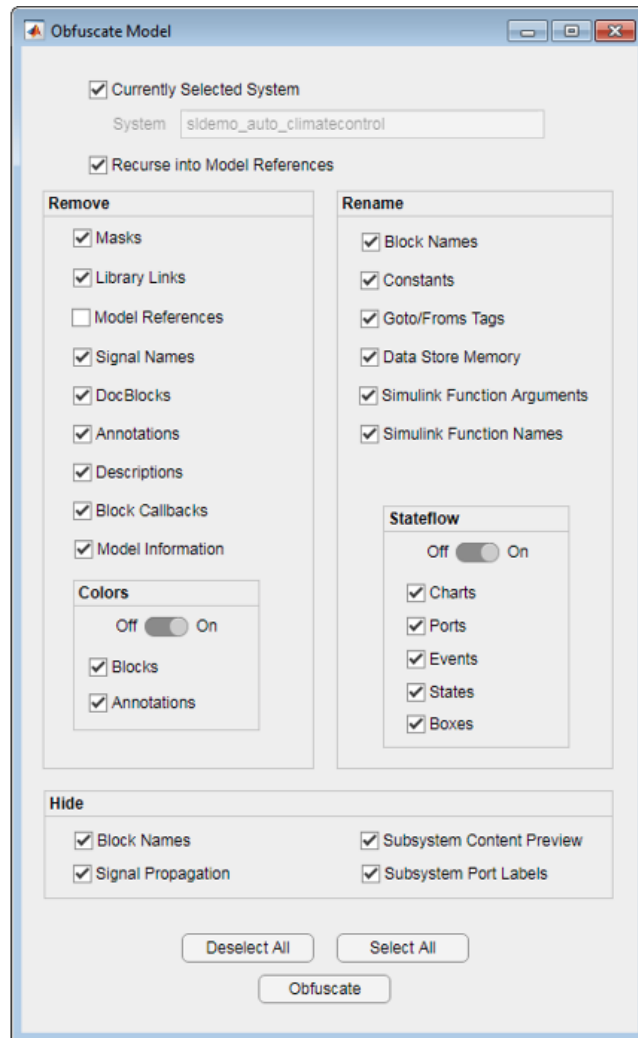 Obfuscate Model
Currently Selected System
System sldemo_auto_climatecontrol
Recurse into Model References
Remove
Masks
Library Links
Model References
Signal Names
DocBlocks
Annotations
Descriptions
Block Callbacks
Model Information
Colors
Off On
Blocks
Annotations
Rename
Block Names
Constants
Goto/Froms Tags
Data Store Memory
Simulink Function Arguments
Simulink Function Names
Stateflow
Off On
Charts
Ports
Events
States
Boxes
Hide
Block Names Subsystem Content Preview
Signal Propagation Subsystem Port Labels
Deselect All Select All
Obfuscate